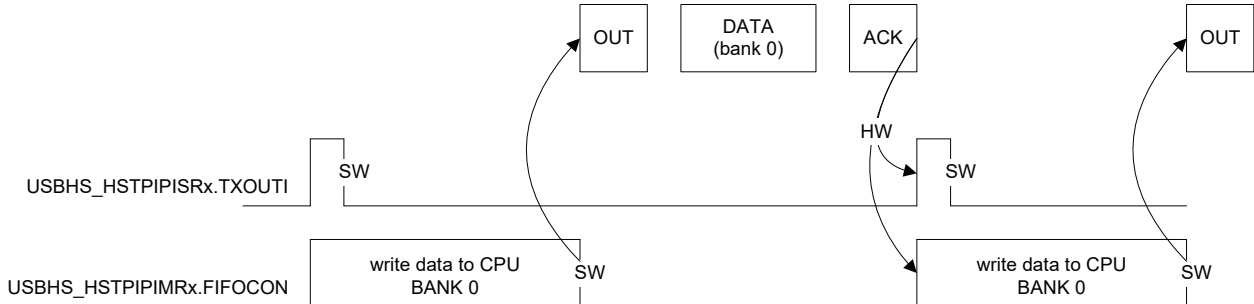 OUT
DATA
(bank 0)
ACK
OUT
HW
SW
SW
USBHS_HSTPIPISRx.TXOUTI
write data to CPU
BANK 0
SW
write data to CPU
BANK 0
SW
USBHS_HSTPIPIMRx.FIFOCON